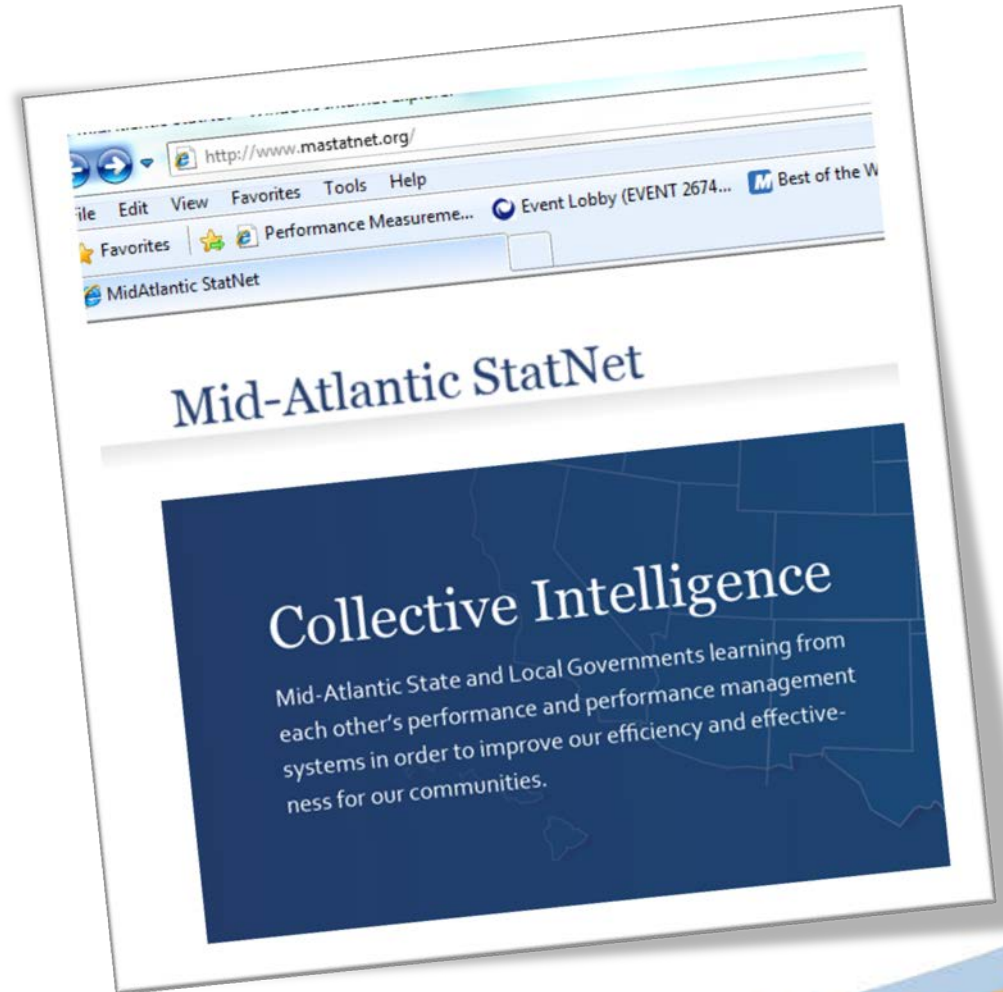 http://www.mastatnet.org/
File Edit View Favorites Tools Help
Favorites Performance Measureme... Event Lobby (EVENT 2674... Best of the W
MidAtlantic StatNet
Mid-Atlantic StatNet
Collective Intelligence
Mid-Atlantic State and Local Governments learning from
each other's performance and performance management
systems in order to improve our efficiency and effective-
ness for our communities.